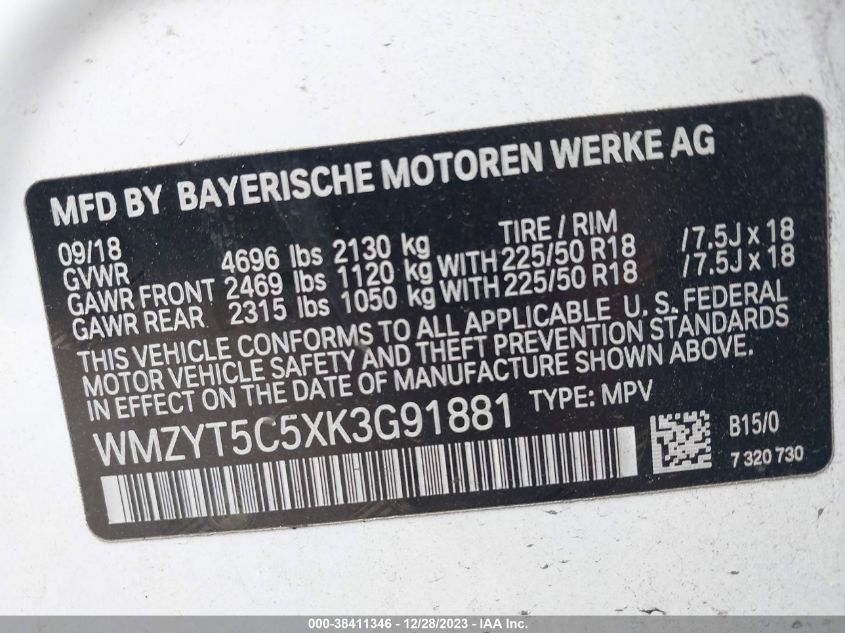 MFD BY BAYERISCHE MOTOREN WERKE AG
09/18 TIRE / RIM
GVWR 4696 lbs 2130 kg
GAWR FRONT 2469 lbs 1120 kg WITH 225/50 R18 /7.5J x 18
GAWR REAR 2315 lbs 1050 kg WITH 225/50 R18 /7.5J x 18
THIS VEHICLE CONFORMS TO ALL APPLICABLE U. S. FEDERAL
MOTOR VEHICLE SAFETY AND THEFT PREVENTION STANDARDS
IN EFFECT ON THE DATE OF MANUFACTURE SHOWN ABOVE.
WMZYT5C5XK3G91881 TYPE: MPV
B15/0
7 320 730
000-38411346 | 12/28/2023 - IAA Inc.